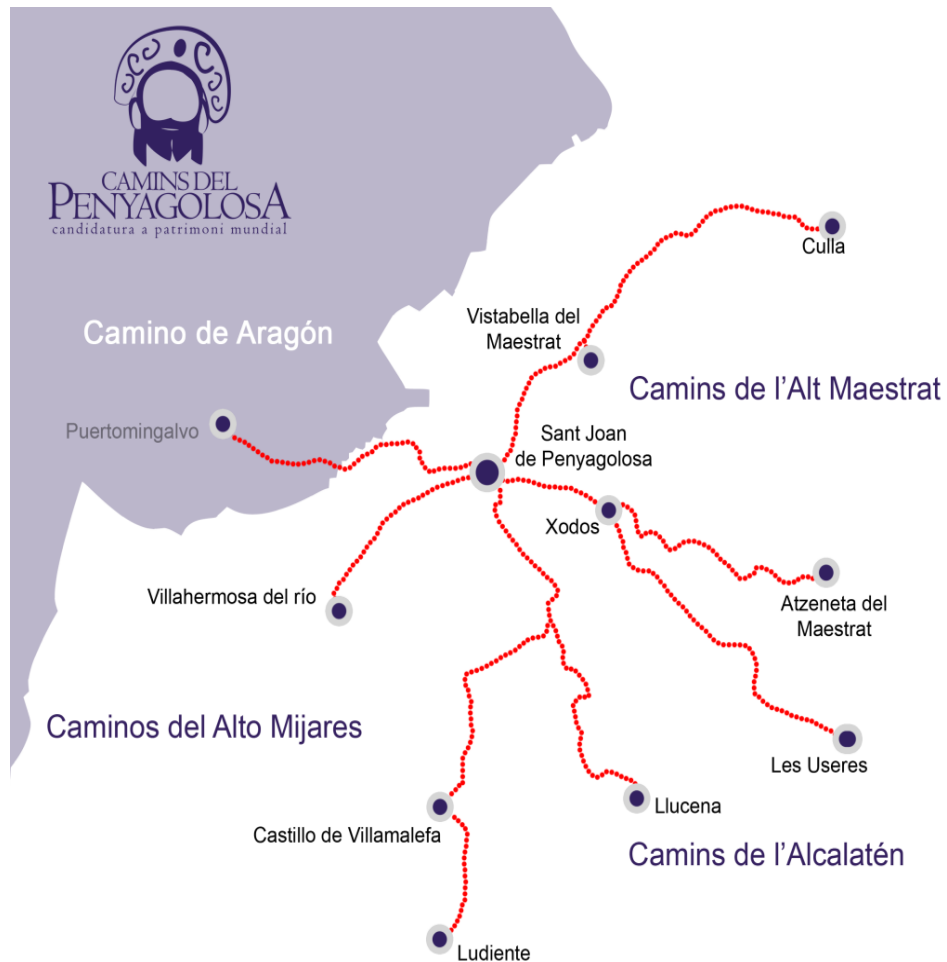 CAMINS DEL
PENYAGOLOSA
candidatura a patrimoni mundial
Culla
Vistabella del
Maestrat
Camino de Aragón
Camins de l'Alt Maestrat
Puertomingalvo
Sant Joan
de Penyagolosa
Xodos
Villahermosa del río
Atzeneta del
Maestrat
Caminos del Alto Mijares
Les Useres
Llucena
Castillo de Villamalefa
Camins de l'Alcalatén
Ludiente